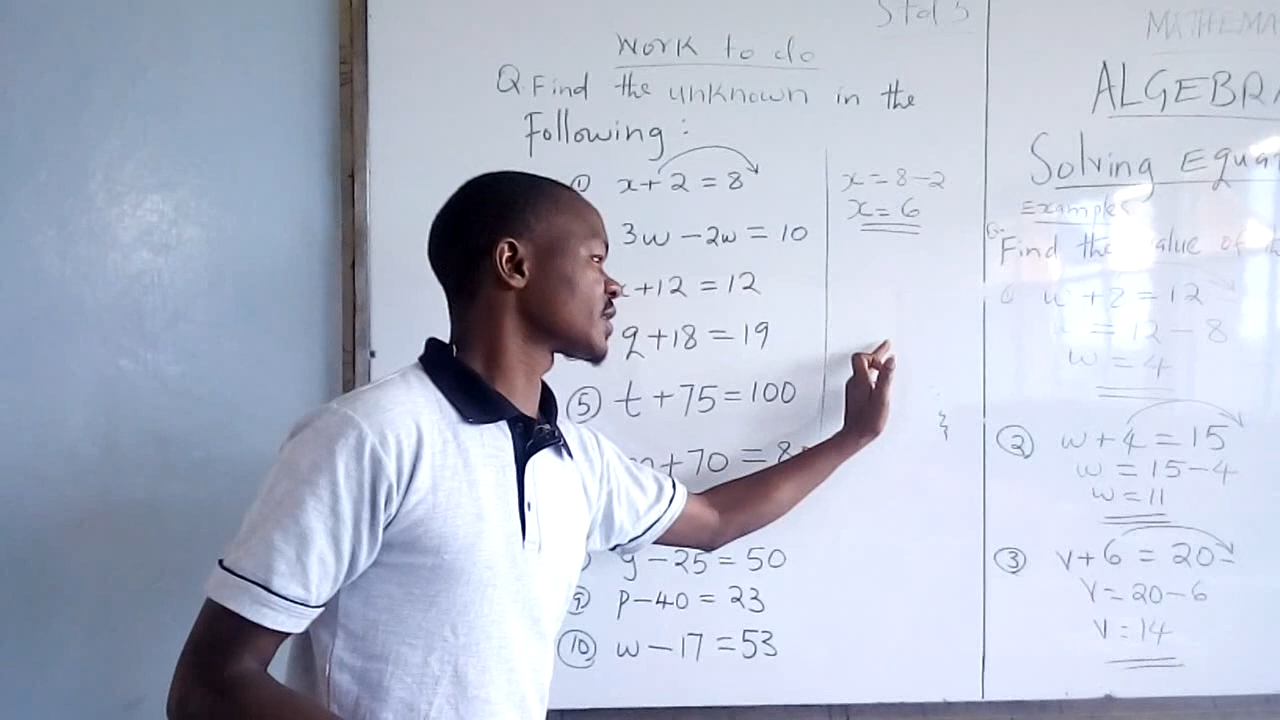 Std 5
Work to do
Q. Find the unknown in the
Following:
① x + 2 = 8
x = 8 - 2
x = 6
3w - 2w = 10
x + 12 = 12
q + 18 = 19
⑤ t + 75 = 100
+ 70 = 8
y - 25 = 50
⑨ p - 40 = 23
⑩ w - 17 = 53
MATHEMA
ALGEBRA
Solving Equat
Examples
Q. Find the value of
w + 8 = 12
= 12 - 8
w = 4
② w + 4 = 15
w = 15 - 4
w = 11
③ v + 6 = 20
v = 20 - 6
v = 14